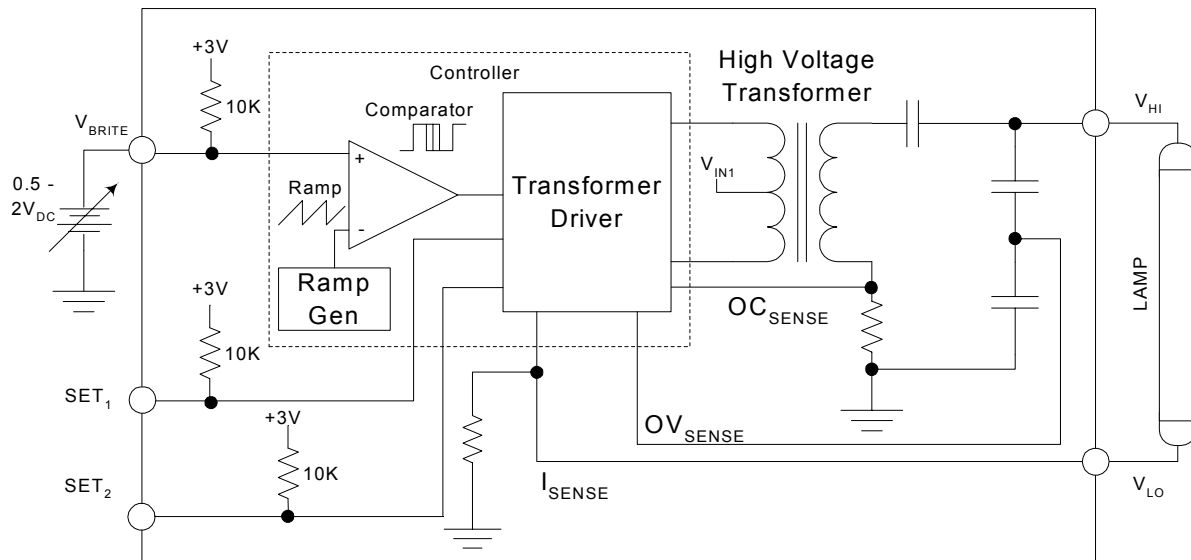 +3V
10K
Controller
Comparator
High Voltage
Transformer
V_HI
V_BRITE
+
Ramp
-
Transformer
Driver
V_IN1
0.5 -
2V_DC
Ramp
Gen
+3V
10K
OC_SENSE
LAMP
SET_1
+3V
10K
OV_SENSE
SET_2
I_SENSE
V_LO